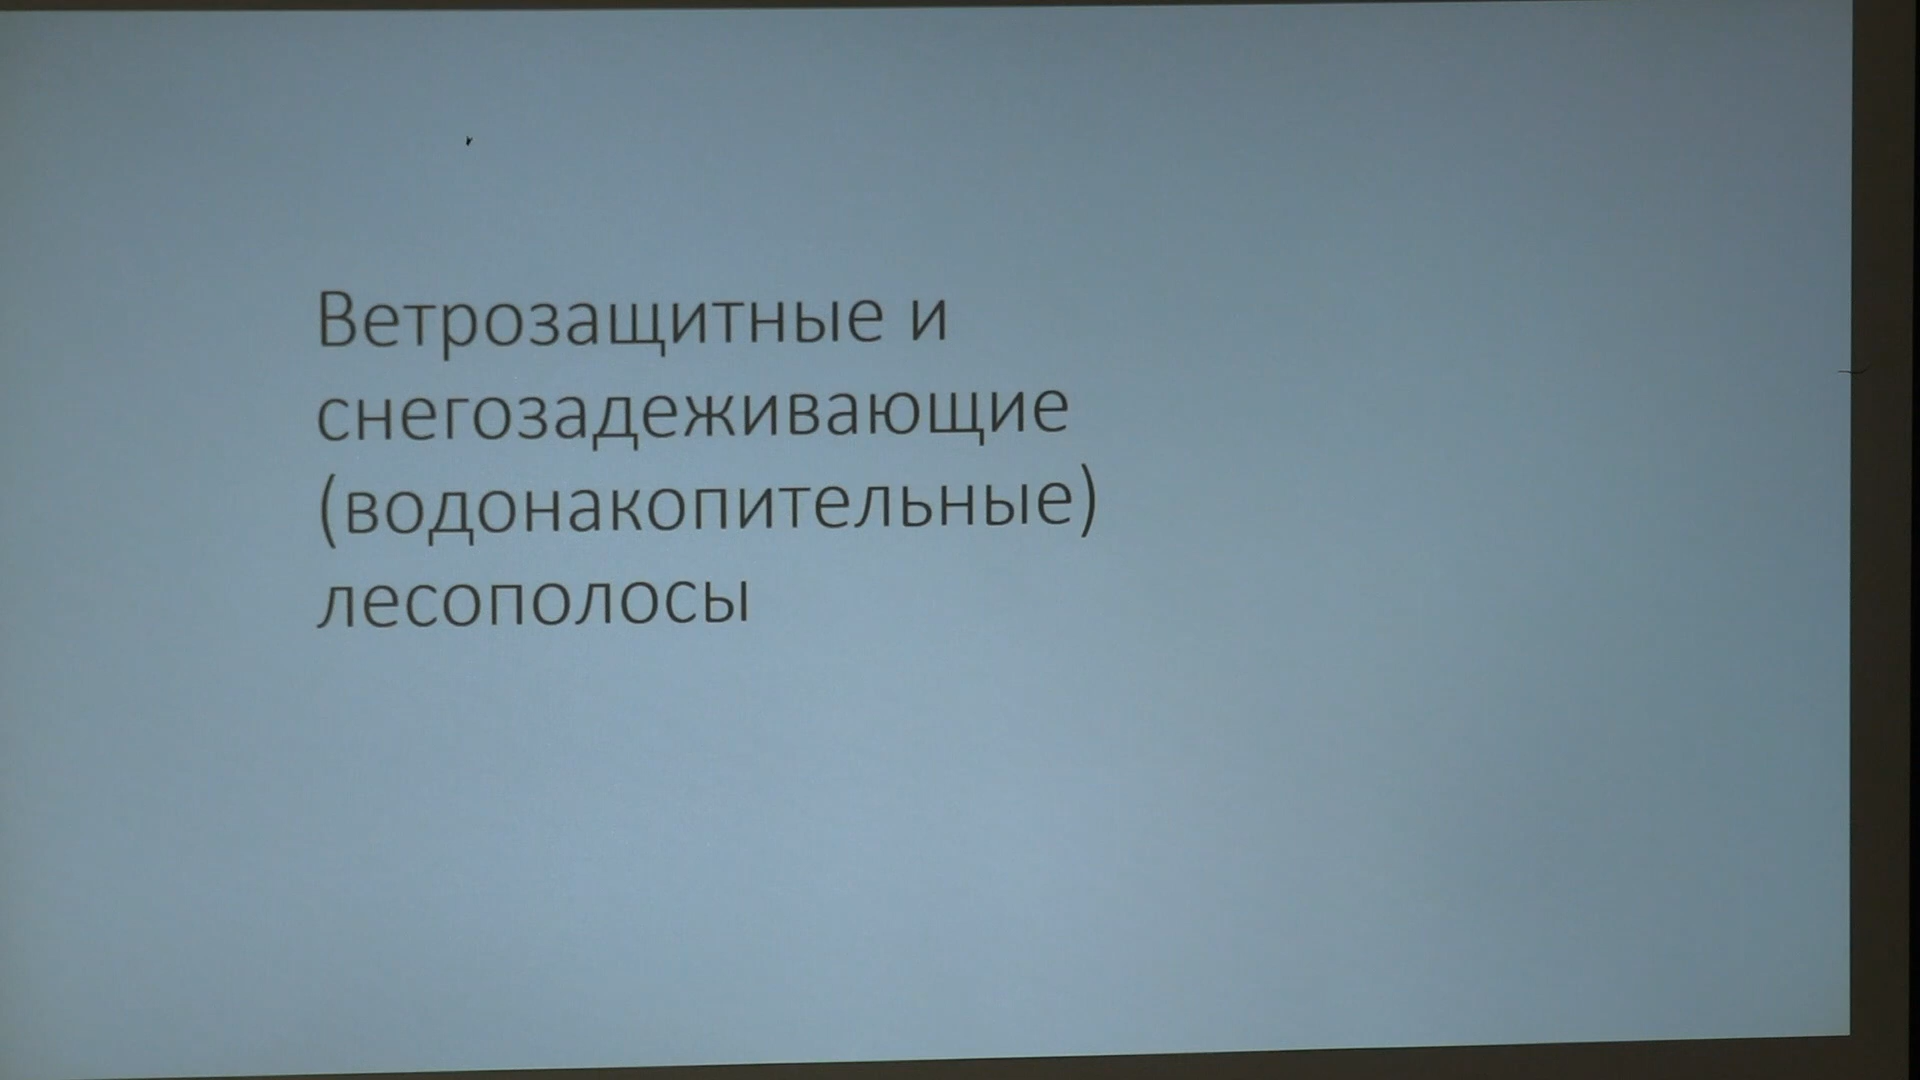 Ветрозащитные и
снегозадеживающие
(водонакопительные)
лесополосы